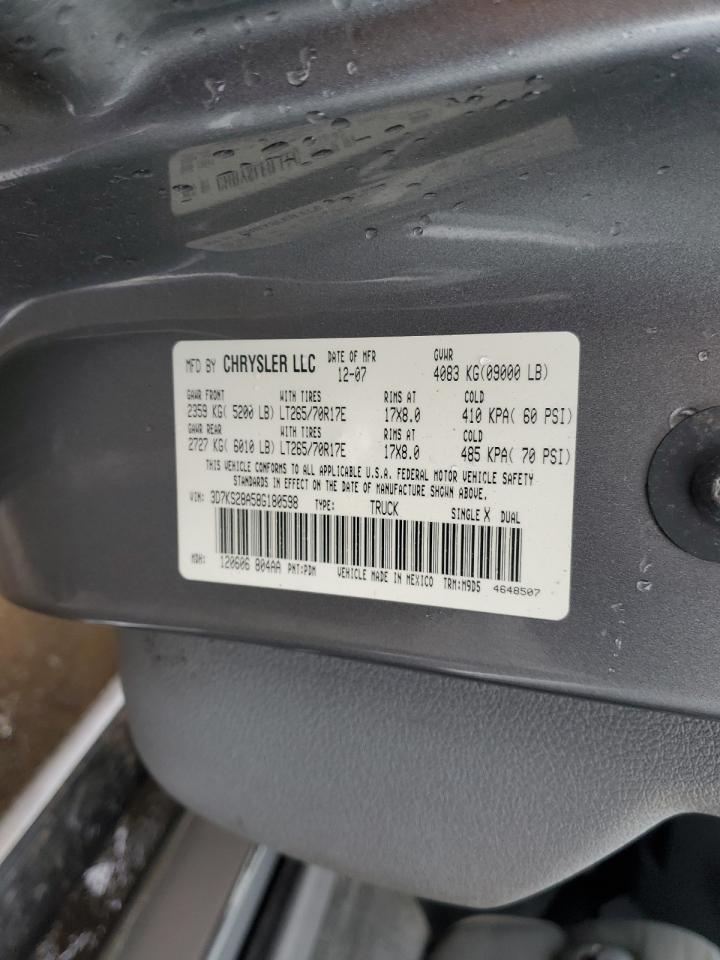 MFD BY CHRYSLER LLC DATE OF MFR 12-07 GVWR 4083 KG(09000 LB)
GAWR FRONT WITH TIRES RIMS AT COLD
2359 KG( 5200 LB) LT265/70R17E 17X8.0 410 KPA( 60 PSI)
GAWR REAR WITH TIRES RIMS AT COLD
2727 KG( 6010 LB) LT265/70R17E 17X8.0 485 KPA( 70 PSI)
THIS VEHICLE CONFORMS TO ALL APPLICABLE U.S.A. FEDERAL MOTOR VEHICLE SAFETY
STANDARDS IN EFFECT ON THE DATE OF MANUFACTURE SHOWN ABOVE.
VIN: 3D7KS28A58G180598 TYPE: TRUCK SINGLE X DUAL
MDH: 120606 804AA PNT:PDM VEHICLE MADE IN MEXICO TRM:M9D5 4648507